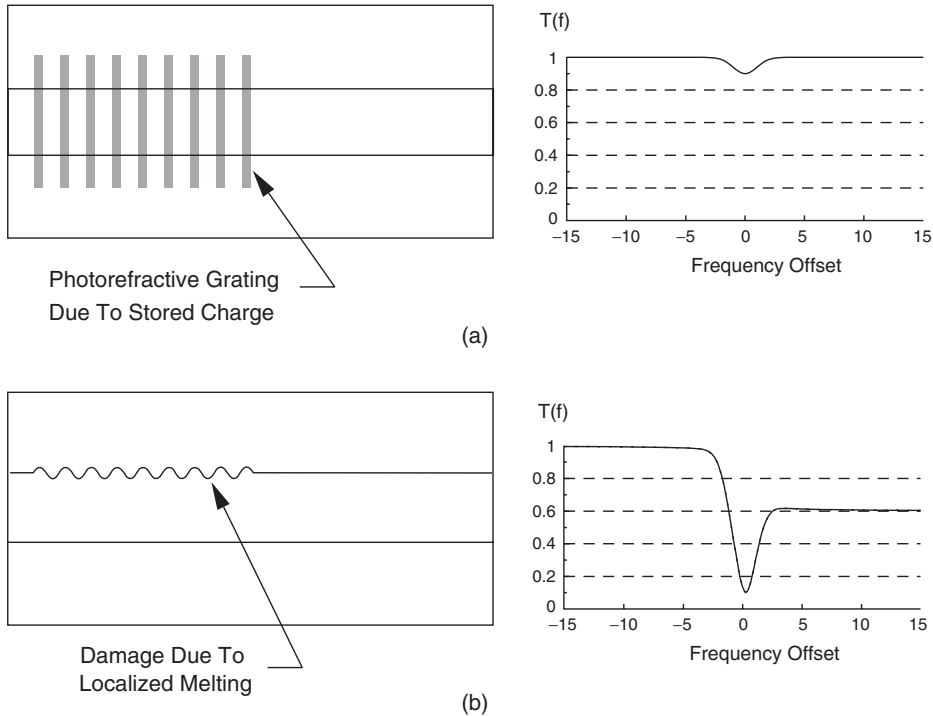 T(f)
1
0.8
0.6
0.4
0.2
0
−15 −10 −5 0 5 10 15
Frequency Offset
Photorefractive Grating
Due To Stored Charge
(a)
T(f)
1
0.8
0.6
0.4
0.2
0
−15 −10 −5 0 5 10 15
Frequency Offset
Damage Due To
Localized Melting
(b)